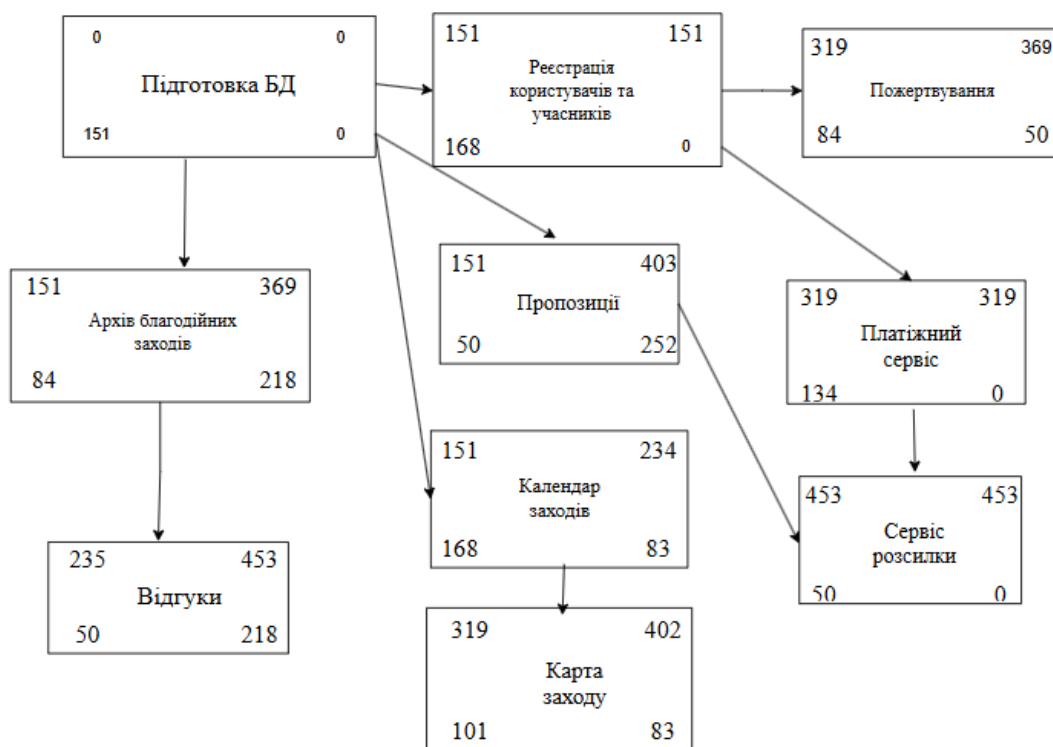 0 0
Підготовка БД
151 0
151 151
Реєстрація
користувачів та
учасників
168 0
319 369
Пожертвування
84 50
151 403
Пропозиції
50 252
151 369
Архів благодійних
заходів
84 218
319 319
Платіжний
сервіс
134 0
151 234
Календар
заходів
168 83
453 453
Сервіс
розсилки
50 0
235 453
Відгуки
50 218
319 402
Карта
заходу
101 83